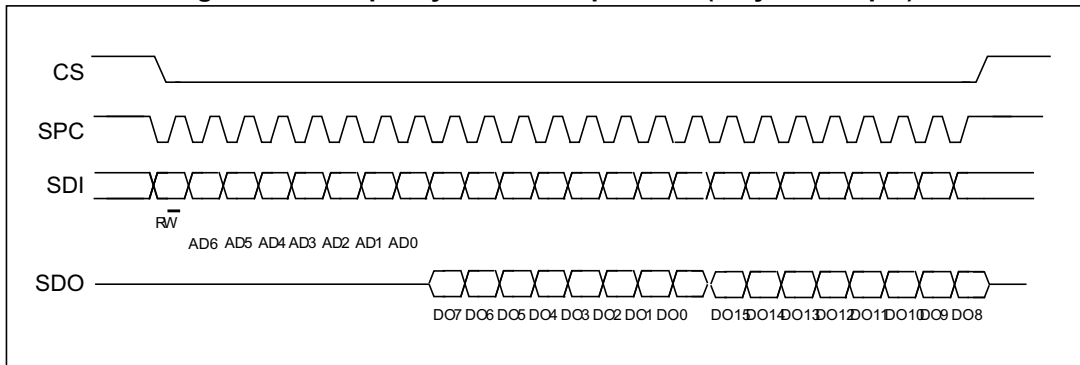 CS
SPC
SDI
RW
AD6 AD5 AD4 AD3 AD2 AD1 AD0
SDO
DO7 DO6 DO5 DO4 DO3 DO2 DO1 DO0 DO15 DO14 DO13 DO12 DO11 DO10 DO9 DO8